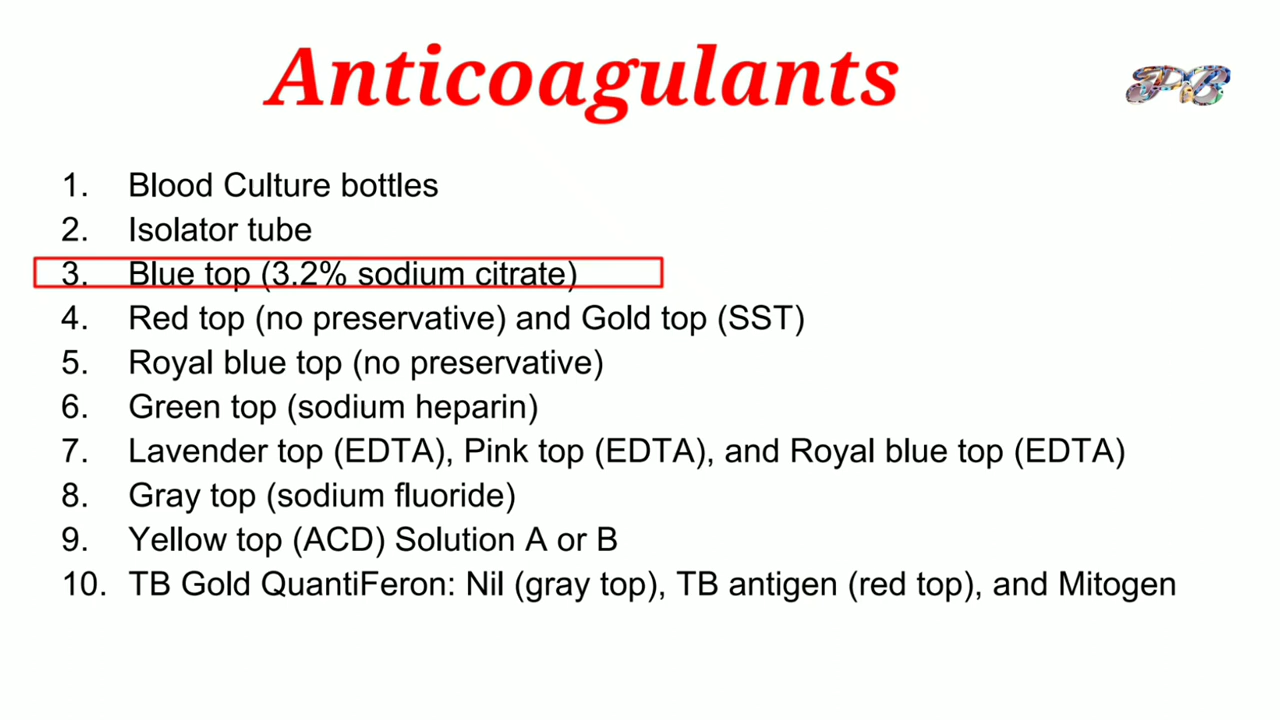 Anticoagulants
PB
1. Blood Culture bottles
2. Isolator tube
3. Blue top (3.2% sodium citrate)
4. Red top (no preservative) and Gold top (SST)
5. Royal blue top (no preservative)
6. Green top (sodium heparin)
7. Lavender top (EDTA), Pink top (EDTA), and Royal blue top (EDTA)
8. Gray top (sodium fluoride)
9. Yellow top (ACD) Solution A or B
10. TB Gold QuantiFeron: Nil (gray top), TB antigen (red top), and Mitogen